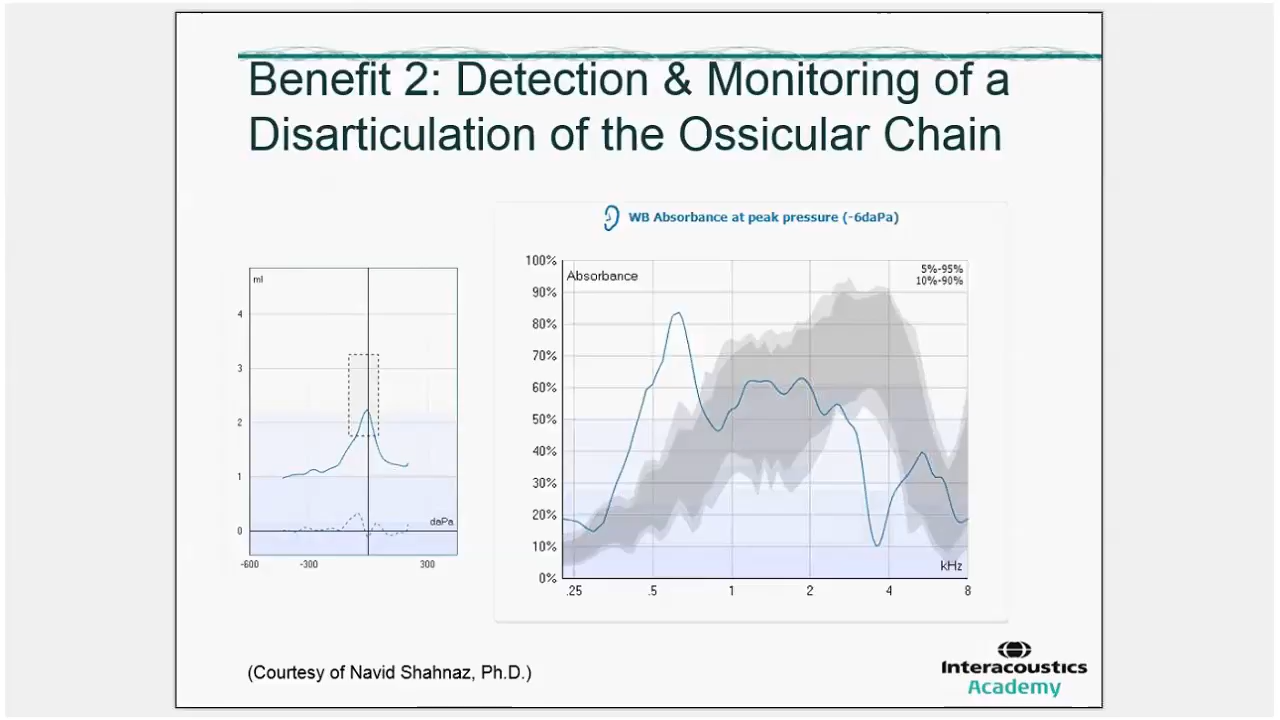 Benefit 2: Detection & Monitoring of a
Disarticulation of the Ossicular Chain
WB Absorbance at peak pressure (-6daPa)
ml
4
3
2
1
0
daPa
-600
-300
300
100%
90%
80%
70%
60%
50%
40%
30%
20%
10%
0%
Absorbance
5%-95%
10%-90%
kHz
.25
.5
1
2
4
8
(Courtesy of Navid Shahnaz, Ph.D.)
Interacoustics
Academy